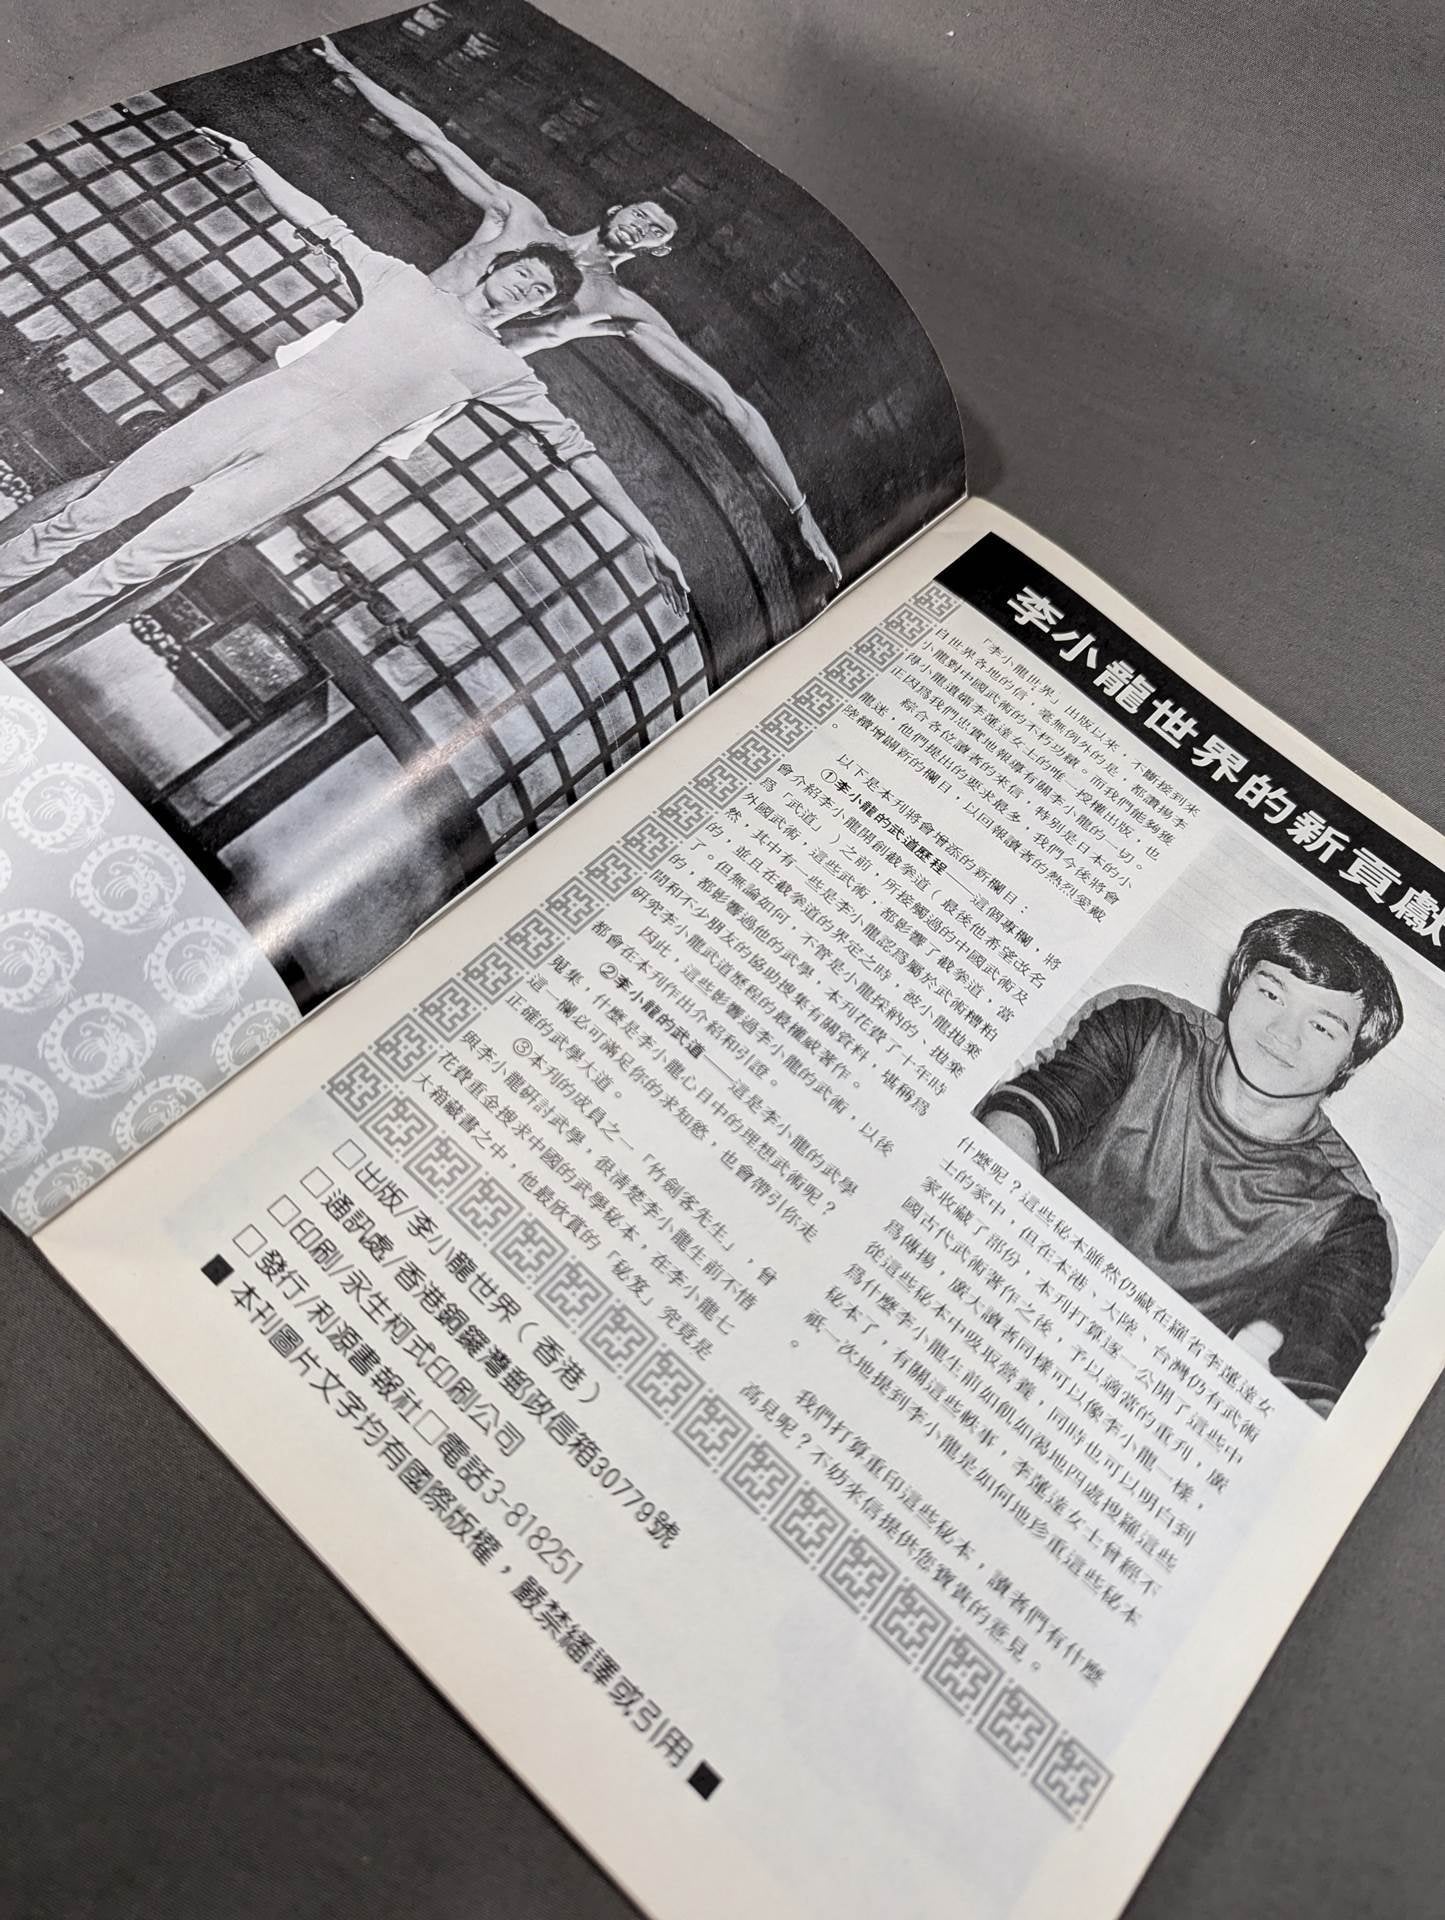 李小龍世界的新貢獻
「李小龍世界」出版以來,不斷接到來
自世界各地的信,毫無例外的是,都讚揚李
小龍對中國武術的不朽功績。而我們能夠獲
得小龍遺孀李蓮達女士的唯一授權出版,也
正因爲我們忠實地報導有關李小龍的一切。
綜合各位讀者的來信,特別是日本的小
龍迷,他們提出的要求最多,我們今後將會
陸續增闢新的欄目,以回報讀者的熱烈愛戴
。
以下是本刊將會增添的新欄目:
①李小龍的武道歷程——這個專欄,將
會介紹李小龍開創截拳道(最後他希望改名
爲「武道」)之前,所接觸過的中國武術及
外國武術,這些武術,都影響了截拳道,當
然,其中有一些是李小龍認爲屬於武術糟粕
的,並且在截拳道的界定之時,被小龍拋棄
了。但無論如何,不管是小龍採納的、拋棄
的,都影響過他的武學,本刊花費了十年時
間和不少朋友的協助搜集有關資料,堪稱爲
研究李小龍武道歷程的最權威著作。
因此,這些影響過李小龍的武術,以後
都會在本刊作出介紹和引證。
②李小龍的武道——這是李小龍的武學
蒐集,什麼是李小龍心目中的理想武術呢?
這一欄必可滿足你的求知慾,也會帶引你走
正確的武學大道。
③本刊的成員之一「竹劍客先生」,曾
與李小龍研討武學,很清楚李小龍生前不惜
花費重金搜求中國的武學秘本,在李小龍七
大箱藏書之中,他最欣賞的「秘笈」究竟是
什麼呢?這些秘本雖然仍藏在羅省李蓮達女
士的家中,但在本港、大陸、台灣仍有武術
家收藏了部份,本刊打算逐一公開了這些中
國古代武術著作之後,予以適當的重刊,廣
爲傳揚,廣大讀者同樣可以像李小龍一樣,
從這些秘本中吸取營養,同時也可以明白到
爲什麼李小龍生前如飢如渴地四處搜羅這些
秘本了,有關這些軼事,李蓮達女士曾經不
祇一次地提到李小龍是如何地珍重這些秘本
。
我們打算重印這些秘本,讀者們有什麼
高見呢?不妨來信提供您寶貴的意見。
□出版/李小龍世界(香港)
□通訊處/香港銅鑼灣郵政信箱30779號
□印刷/永生柯式印刷公司
□發行/利源書報社□電話3-818251
■本刊圖片文字均有國際版權,嚴禁繙譯或引用■